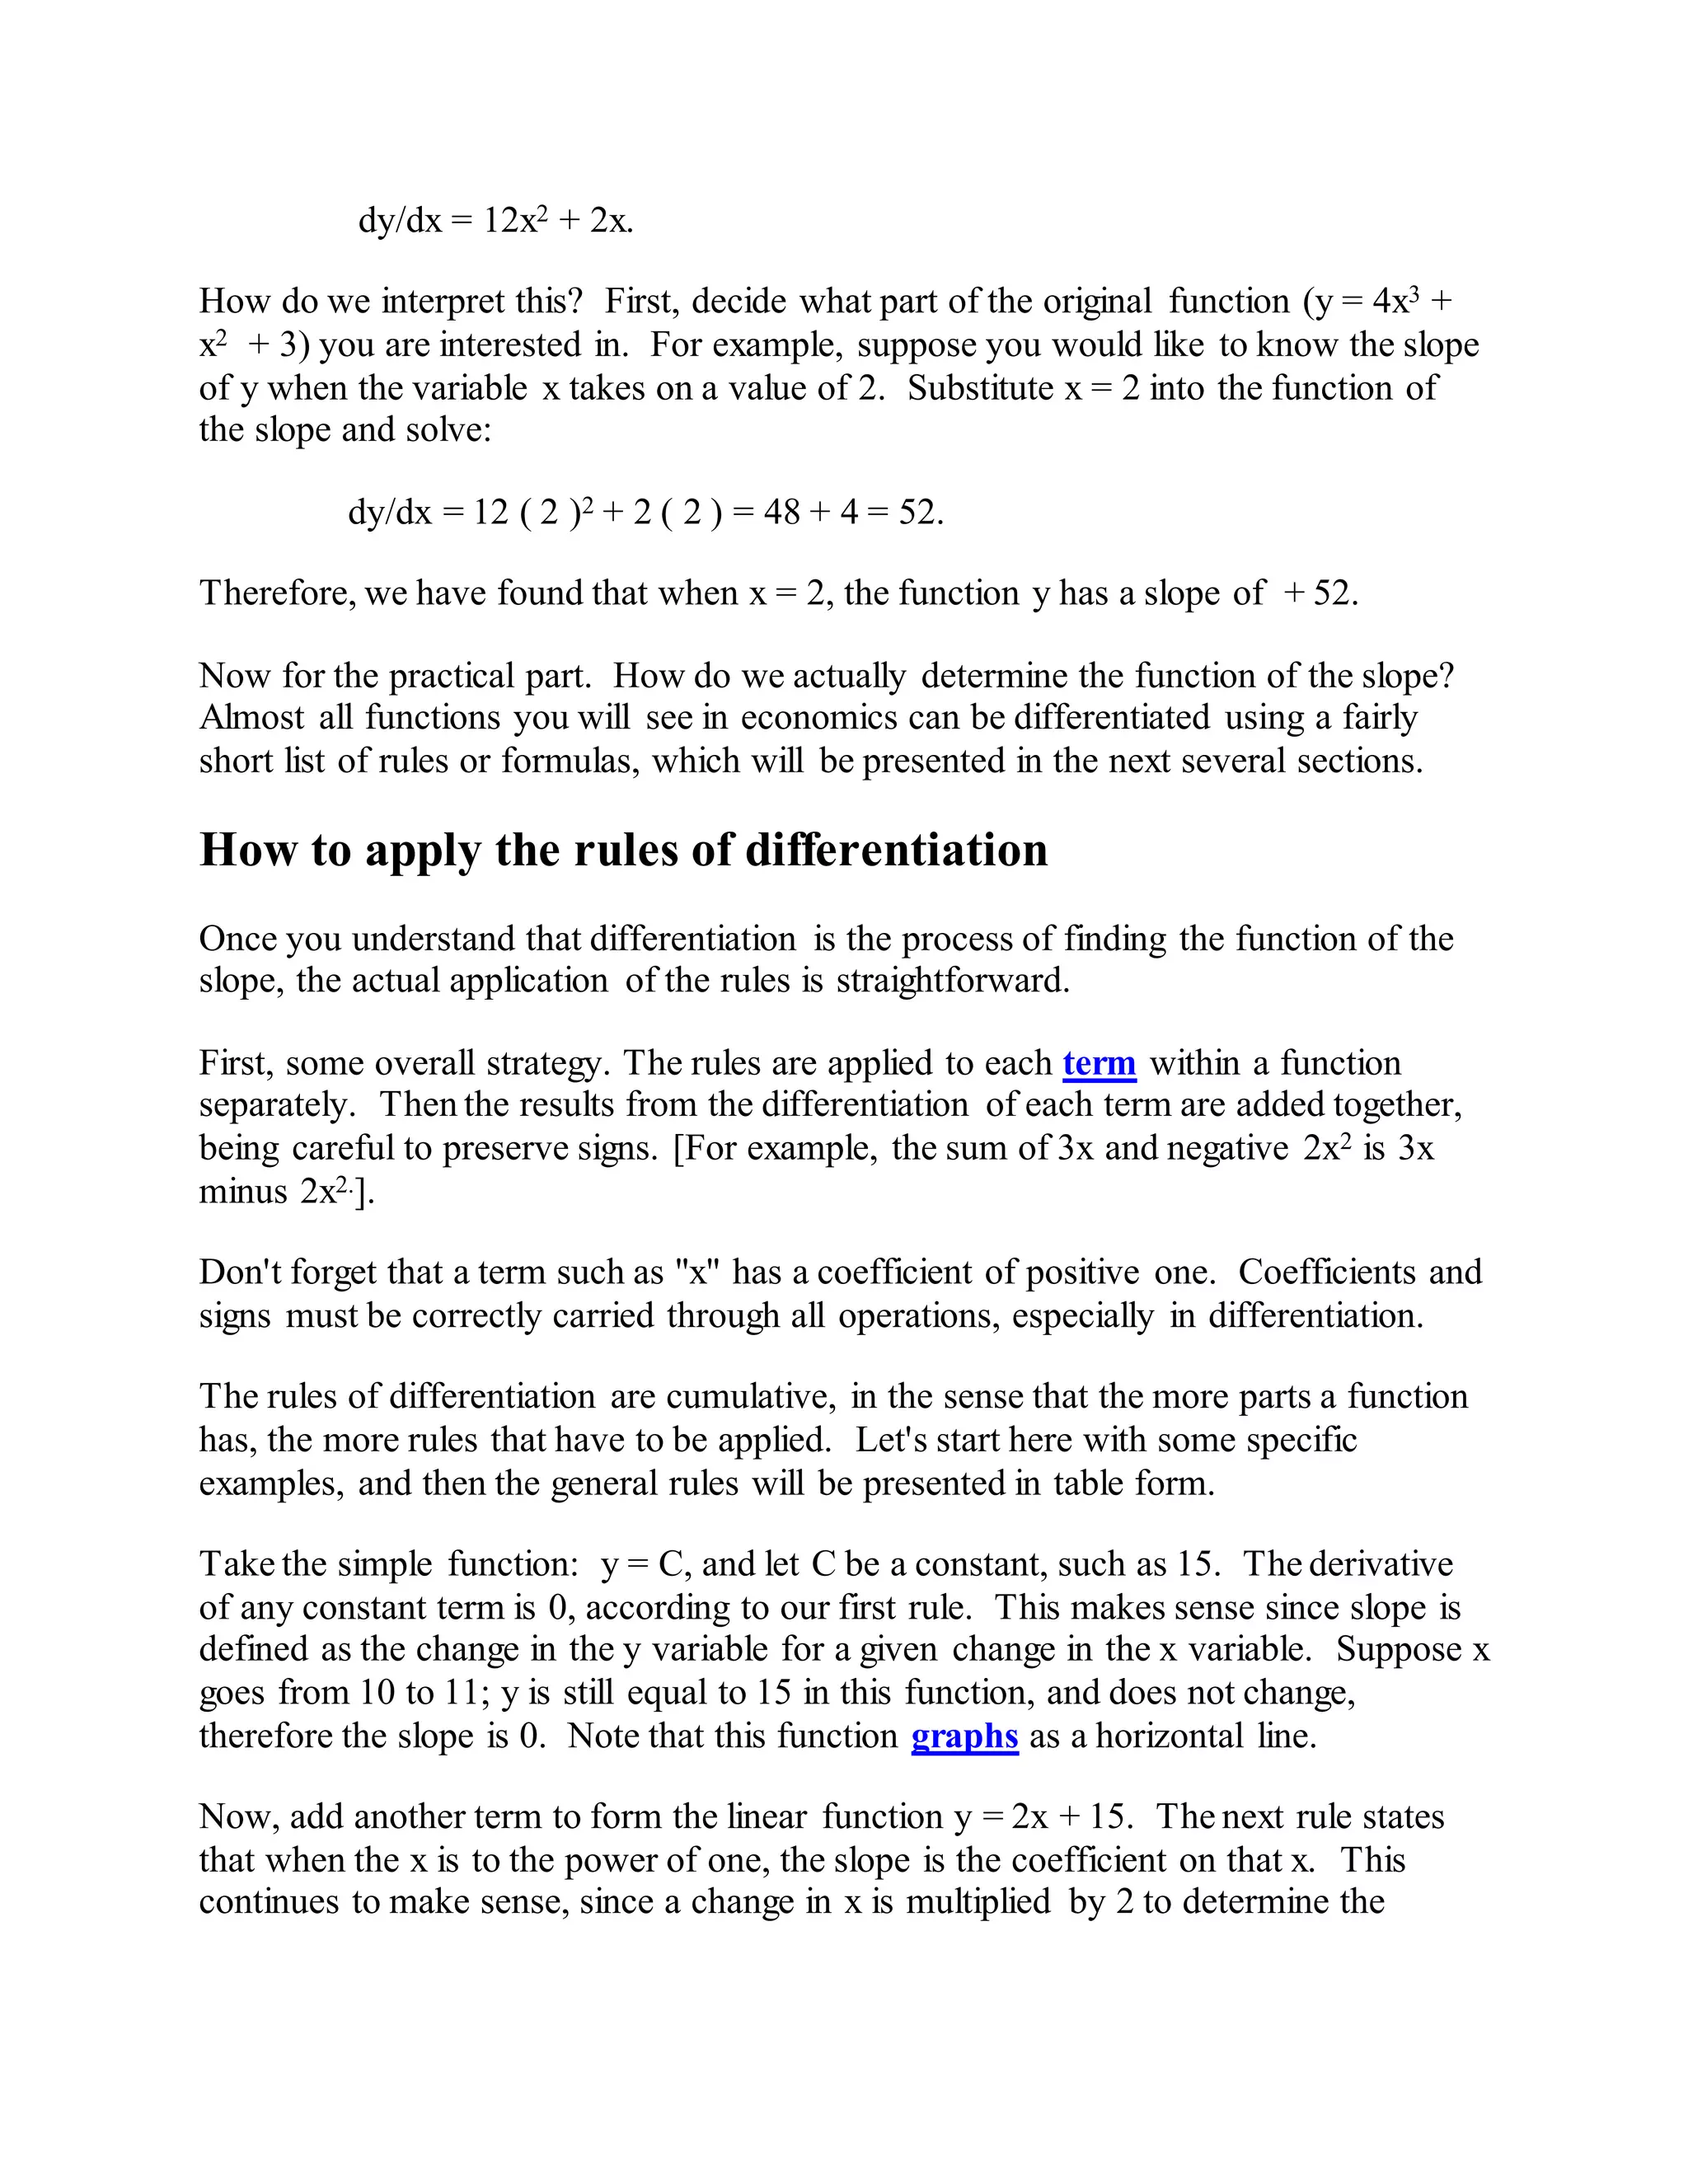 dy/dx = 12x² + 2x.
How do we interpret this?  First, decide what part of the original function (y = 4x³ +
x²  + 3) you are interested in.  For example, suppose you would like to know the slope
of y when the variable x takes on a value of 2.  Substitute x = 2 into the function of
the slope and solve:
dy/dx = 12 ( 2 )² + 2 ( 2 ) = 48 + 4 = 52.
Therefore, we have found that when x = 2, the function y has a slope of  + 52.
Now for the practical part.  How do we actually determine the function of the slope?
Almost all functions you will see in economics can be differentiated using a fairly
short list of rules or formulas, which will be presented in the next several sections.
How to apply the rules of differentiation
Once you understand that differentiation is the process of finding the function of the
slope, the actual application of the rules is straightforward.
First, some overall strategy. The rules are applied to each term within a function
separately.  Then the results from the differentiation of each term are added together,
being careful to preserve signs. [For example, the sum of 3x and negative 2x² is 3x
minus 2x²·].
Don't forget that a term such as "x" has a coefficient of positive one.  Coefficients and
signs must be correctly carried through all operations, especially in differentiation.
The rules of differentiation are cumulative, in the sense that the more parts a function
has, the more rules that have to be applied.  Let's start here with some specific
examples, and then the general rules will be presented in table form.
Take the simple function:  y = C, and let C be a constant, such as 15.  The derivative
of any constant term is 0, according to our first rule.  This makes sense since slope is
defined as the change in the y variable for a given change in the x variable.  Suppose x
goes from 10 to 11; y is still equal to 15 in this function, and does not change,
therefore the slope is 0.  Note that this function graphs as a horizontal line.
Now, add another term to form the linear function y = 2x + 15.  The next rule states
that when the x is to the power of one, the slope is the coefficient on that x.  This
continues to make sense, since a change in x is multiplied by 2 to determine the